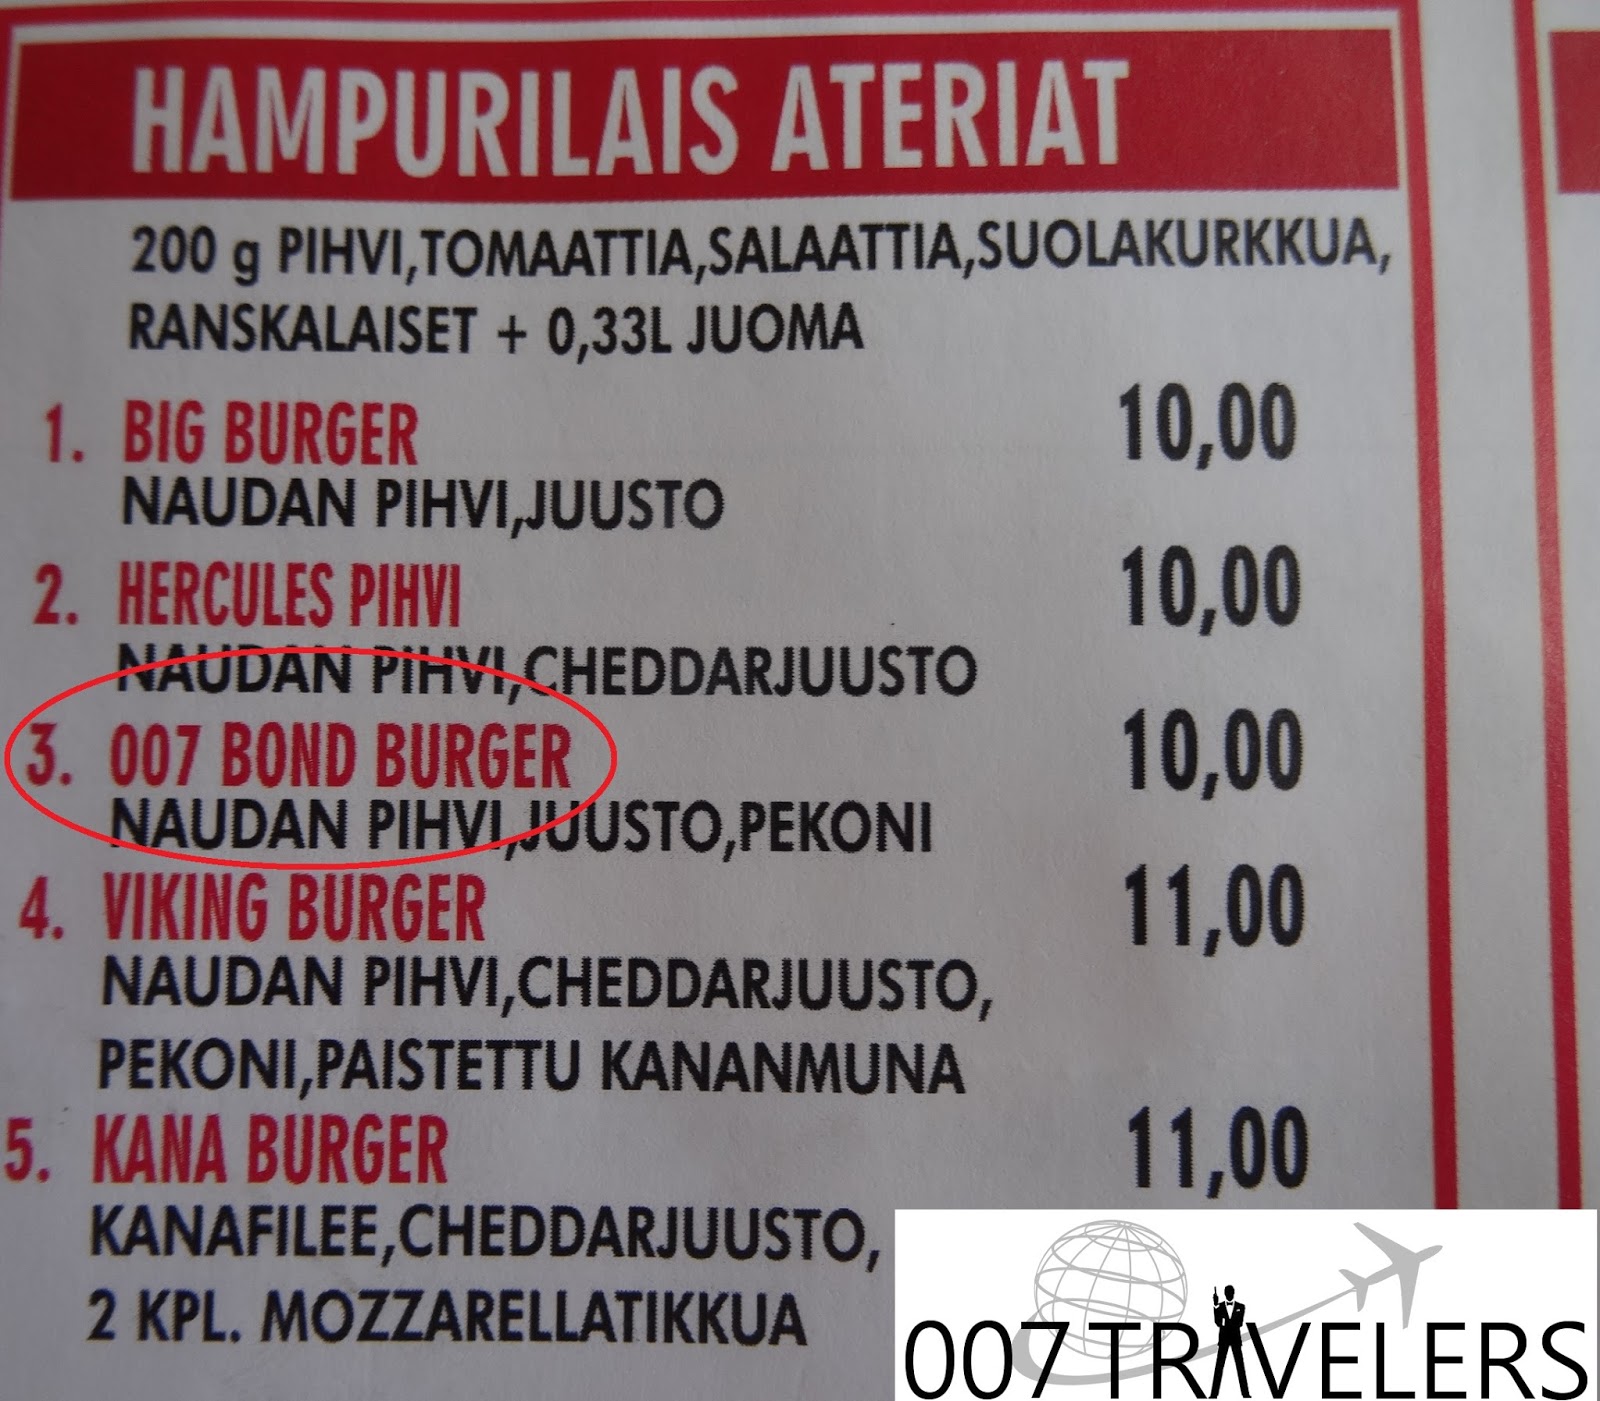 HAMPURILAIS ATERIAT
200 g PIHVI,TOMAATTIA,SALAATTIA,SUOLAKURKKUA,
RANSKALAISET + 0,33L JUOMA
1. BIG BURGER 10,00
NAUDAN PIHVI,JUUSTO
2. HERCULES PIHVI 10,00
NAUDAN PIHVI,CHEDDARJUUSTO
3. 007 BOND BURGER 10,00
NAUDAN PIHVI,JUUSTO,PEKONI
4. VIKING BURGER 11,00
NAUDAN PIHVI,CHEDDARJUUSTO,
PEKONI,PAISTETTU KANANMUNA
5. KANA BURGER 11,00
KANAFILEE,CHEDDARJUUSTO,
2 KPL. MOZZARELLATIKKUA
007 TRAVELERS